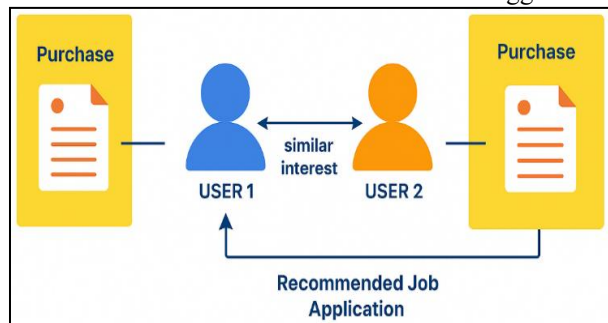 Purchase
Purchase
similar
interest
USER 1
USER 2
Recommended Job
Application